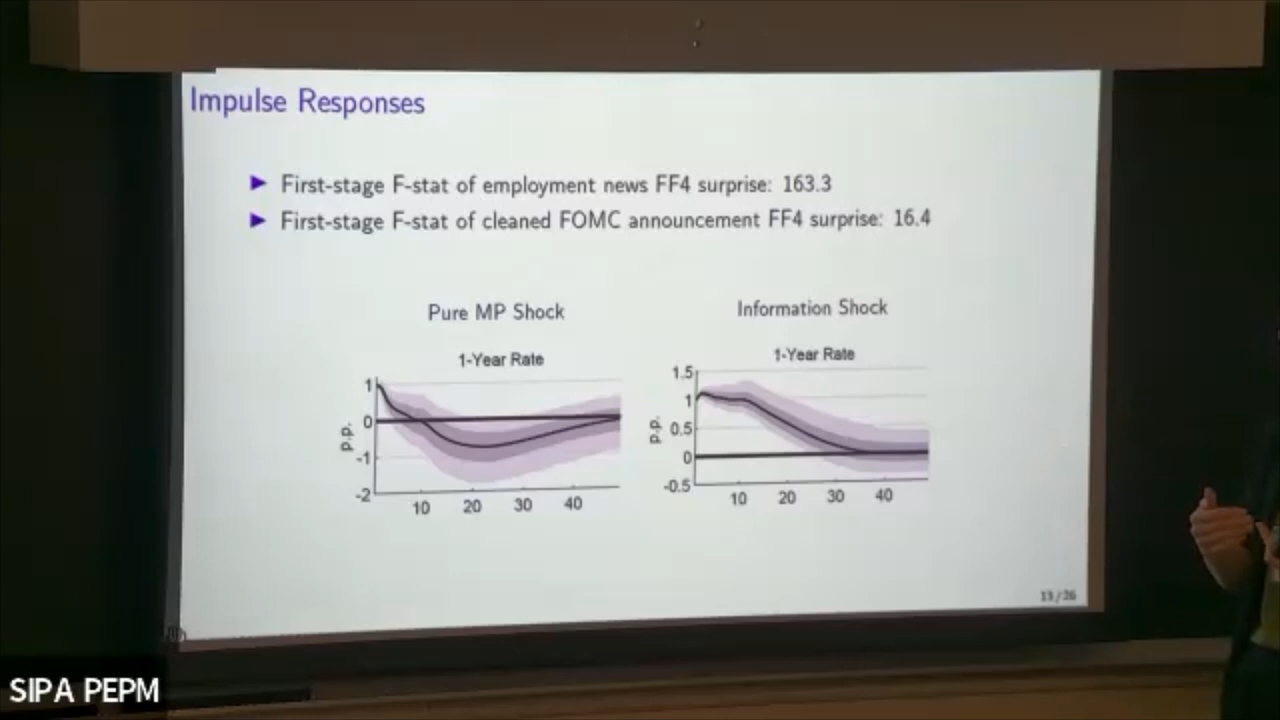 Impulse Responses
First-stage F-stat of employment news FF4 surprise: 163.3
First-stage F-stat of cleaned FOMC announcement FF4 surprise: 16.4
Pure MP Shock
Information Shock
1-Year Rate
1-Year Rate
p.p.
1
0
-1
-2
10 20 30 40
p.p.
1.5
1
0.5
0
-0.5
10 20 30 40
13/26
SIPA PEPM